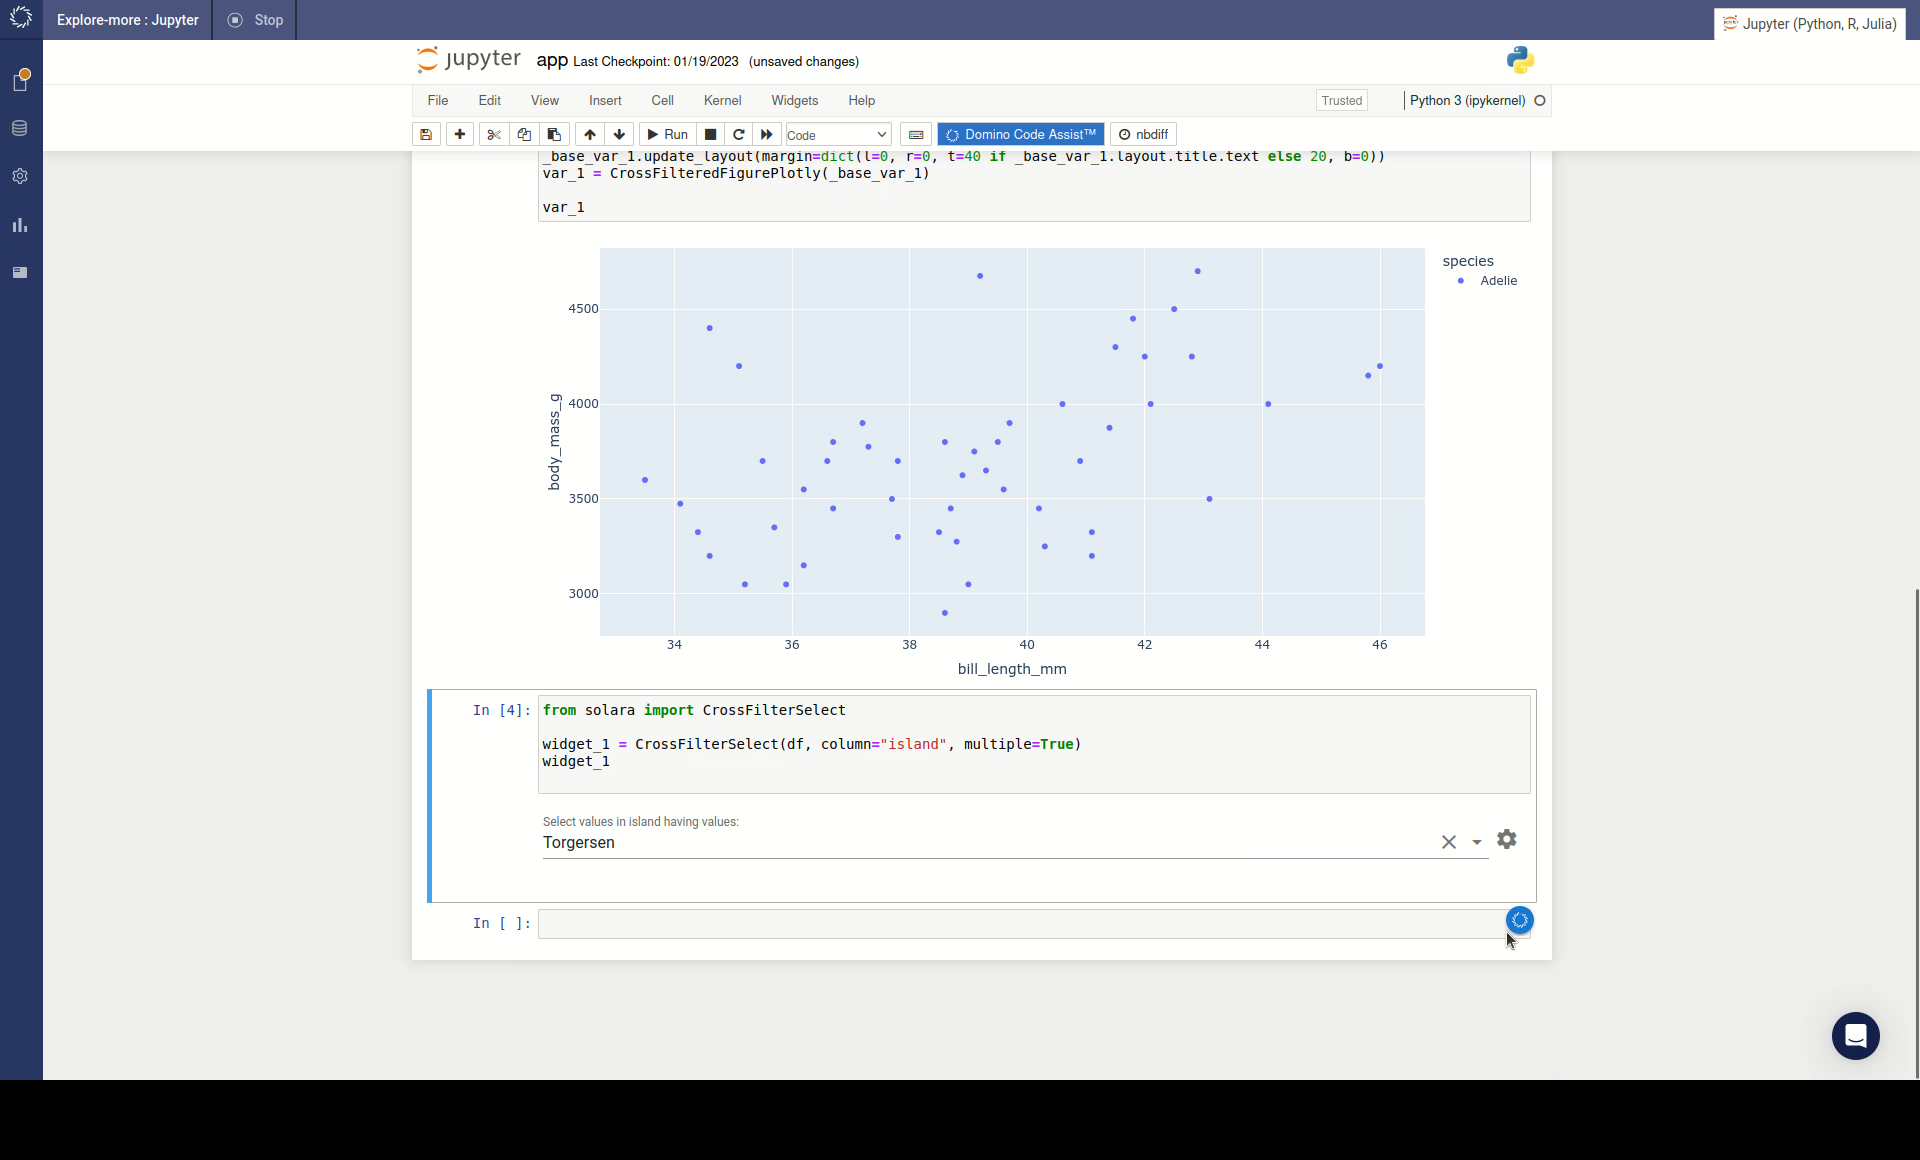 Explore-more : Jupyter
Stop
Jupyter (Python, R, Julia)
jupyter
app Last Checkpoint: 01/19/2023 (unsaved changes)
File Edit View Insert Cell Kernel Widgets Help
Trusted
Python 3 (ipykernel)
Run
Code
Domino Code Assist™
nbdiff
_base_var_1.update_layout(margin=dict(l=0, r=0, t=40 if _base_var_1.layout.title.text else 20, b=0))
var_1 = CrossFilteredFigurePlotly(_base_var_1)
var_1
species
Adelie
4500
4000
3500
3000
body_mass_g
34 36 38 40 42 44 46
bill_length_mm
In [4]:
from solara import CrossFilterSelect
widget_1 = CrossFilterSelect(df, column="island", multiple=True)
widget_1
Select values in island having values:
Torgersen
In [ ]: